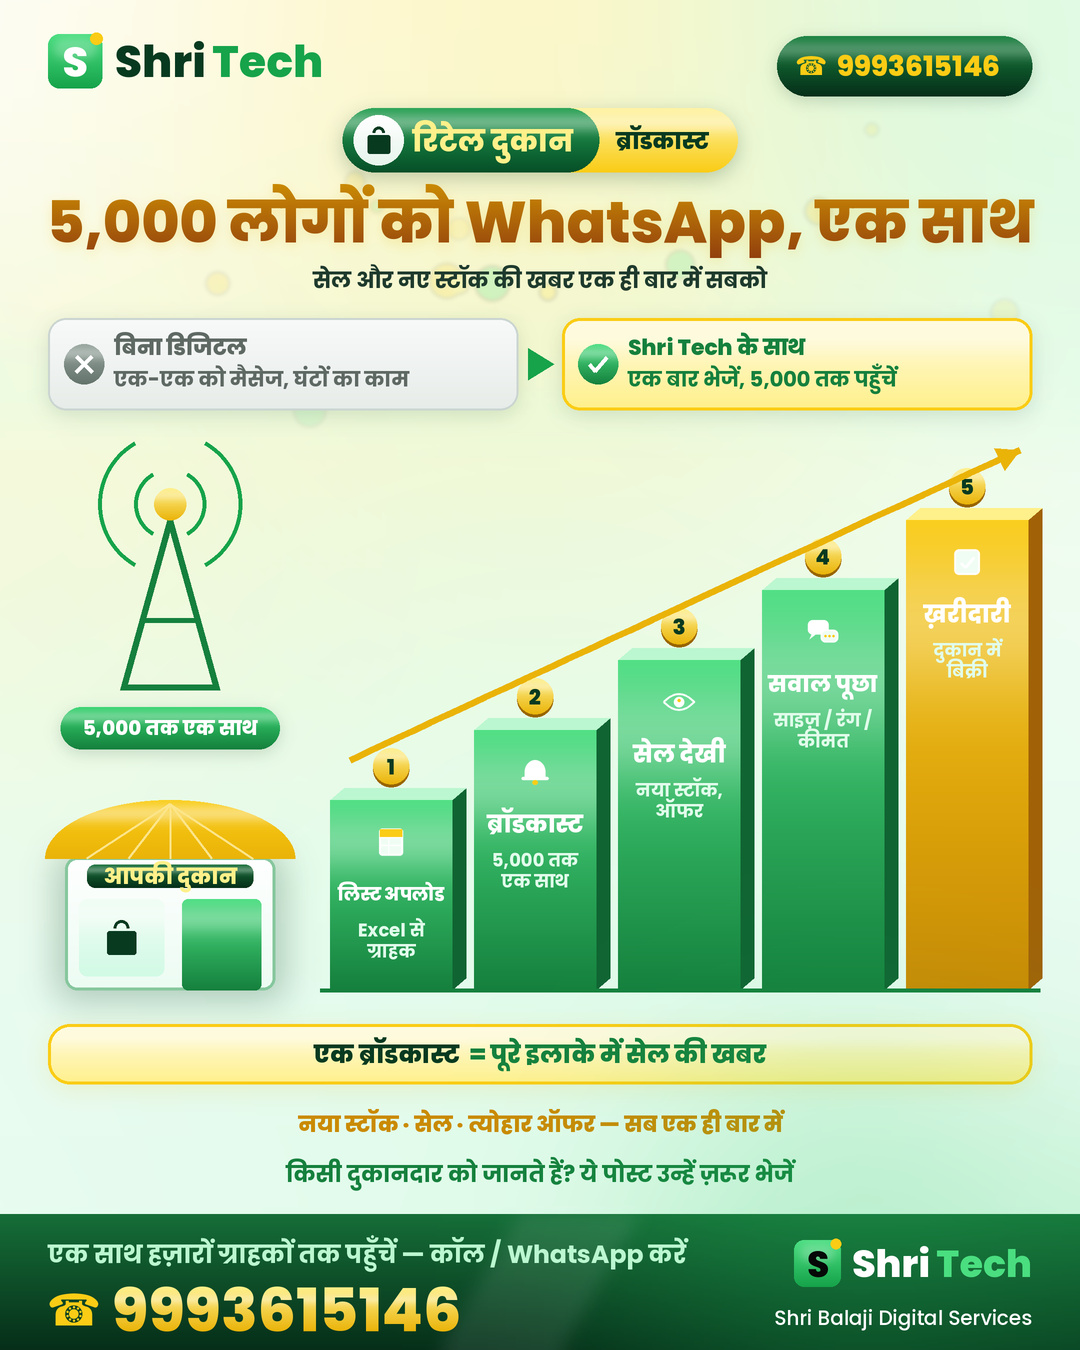 Shri Tech
☎ 9993615146
रिटेल दुकान ब्रॉडकास्ट
5,000 लोगों को WhatsApp, एक साथ
सेल और नए स्टॉक की खबर एक ही बार में सबको
बिना डिजिटल
एक-एक को मैसेज, घंटों का काम
Shri Tech के साथ
एक बार भेजें, 5,000 तक पहुँचें
5,000 तक एक साथ
आपकी दुकान
1
लिस्ट अपलोड
Excel से
ग्राहक
2
ब्रॉडकास्ट
5,000 तक
एक साथ
3
सेल देखी
नया स्टॉक,
ऑफर
4
सवाल पूछा
साइज़ / रंग /
कीमत
5
ख़रीदारी
दुकान में
बिक्री
एक ब्रॉडकास्ट = पूरे इलाके में सेल की खबर
नया स्टॉक · सेल · त्योहार ऑफर — सब एक ही बार में
किसी दुकानदार को जानते हैं? ये पोस्ट उन्हें ज़रूर भेजें
एक साथ हज़ारों ग्राहकों तक पहुँचें — कॉल / WhatsApp करें
☎ 9993615146
Shri Tech
Shri Balaji Digital Services